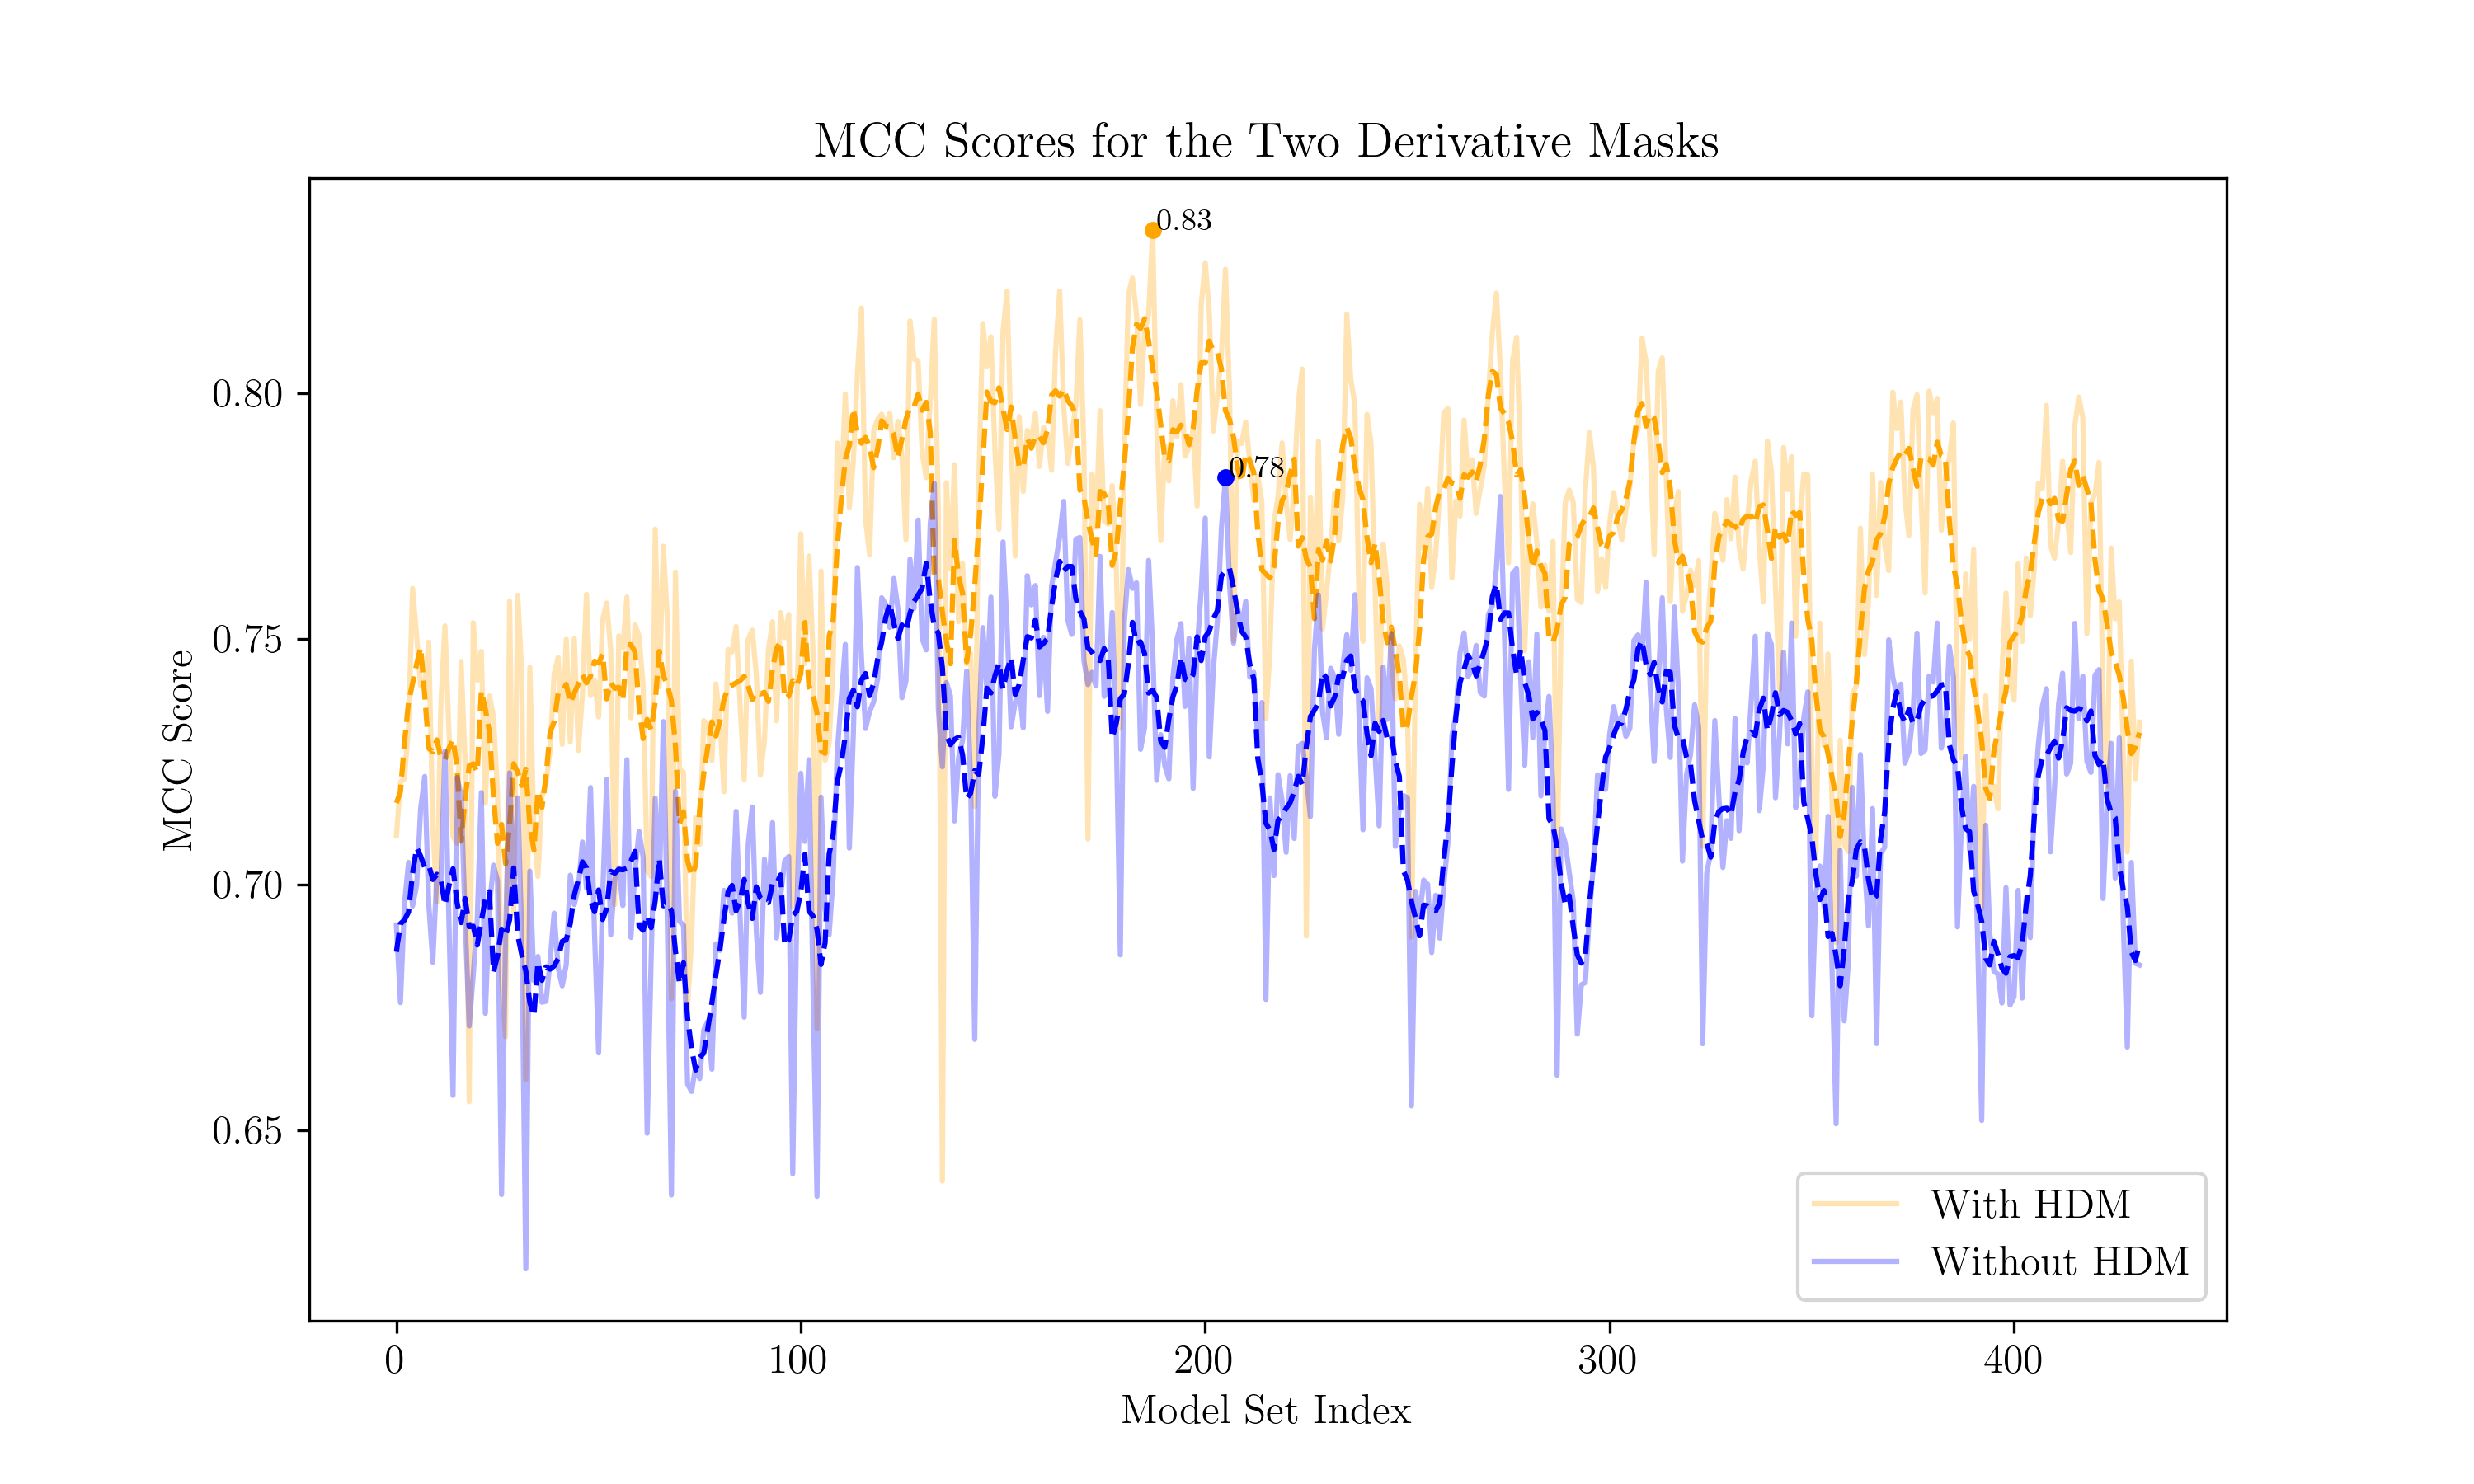 MCC Scores for the Two Derivative Masks
0.83
0.80
0.78
0.75
0.70
0.65
MCC Score
With HDM
Without HDM
0 100 200 300 400
Model Set Index